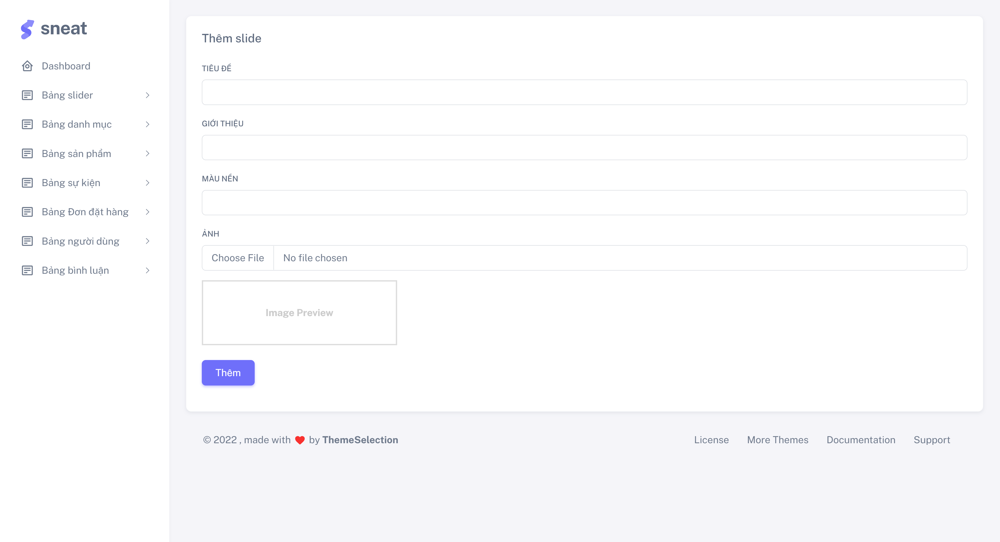 sneat
Dashboard
Bảng slider
Bảng danh mục
Bảng sản phẩm
Bảng sự kiện
Bảng Đơn đặt hàng
Bảng người dùng
Bảng bình luận
Thêm slide
TIÊU ĐỀ
GIỚI THIỆU
MÀU NỀN
ẢNH
Choose File No file chosen
Image Preview
Thêm
© 2022 , made with ❤️ by ThemeSelection
License More Themes Documentation Support